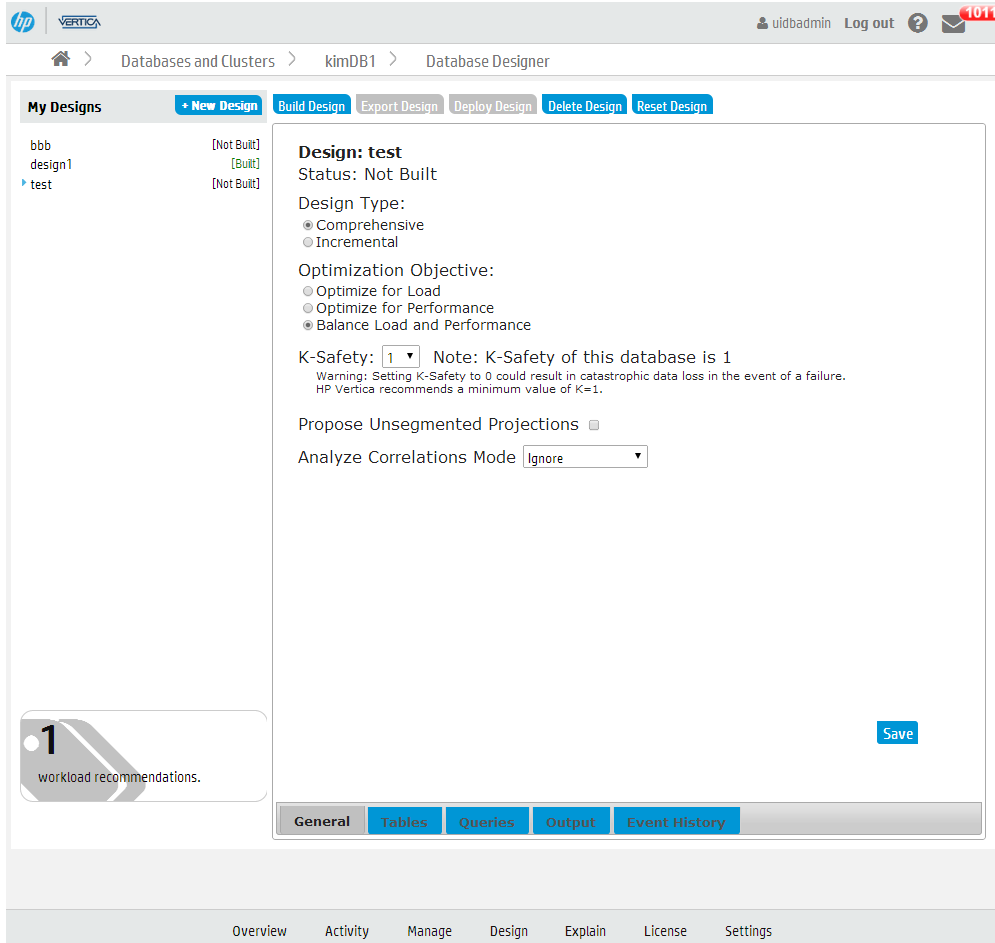 hp VERTICA uidbadmin Log out ? 1011
Databases and Clusters kimDB1 Database Designer
My Designs + New Design Build Design Export Design Deploy Design Delete Design Reset Design
bbb [Not Built]
design1 [Built]
test [Not Built]
Design: test
Status: Not Built
Design Type:
Comprehensive
Incremental
Optimization Objective:
Optimize for Load
Optimize for Performance
Balance Load and Performance
K-Safety: 1 Note: K-Safety of this database is 1
Warning: Setting K-Safety to 0 could result in catastrophic data loss in the event of a failure.
HP Vertica recommends a minimum value of K=1.
Propose Unsegmented Projections
Analyze Correlations Mode Ignore
1
workload recommendations.
Save
General Tables Queries Output Event History
Overview Activity Manage Design Explain License Settings